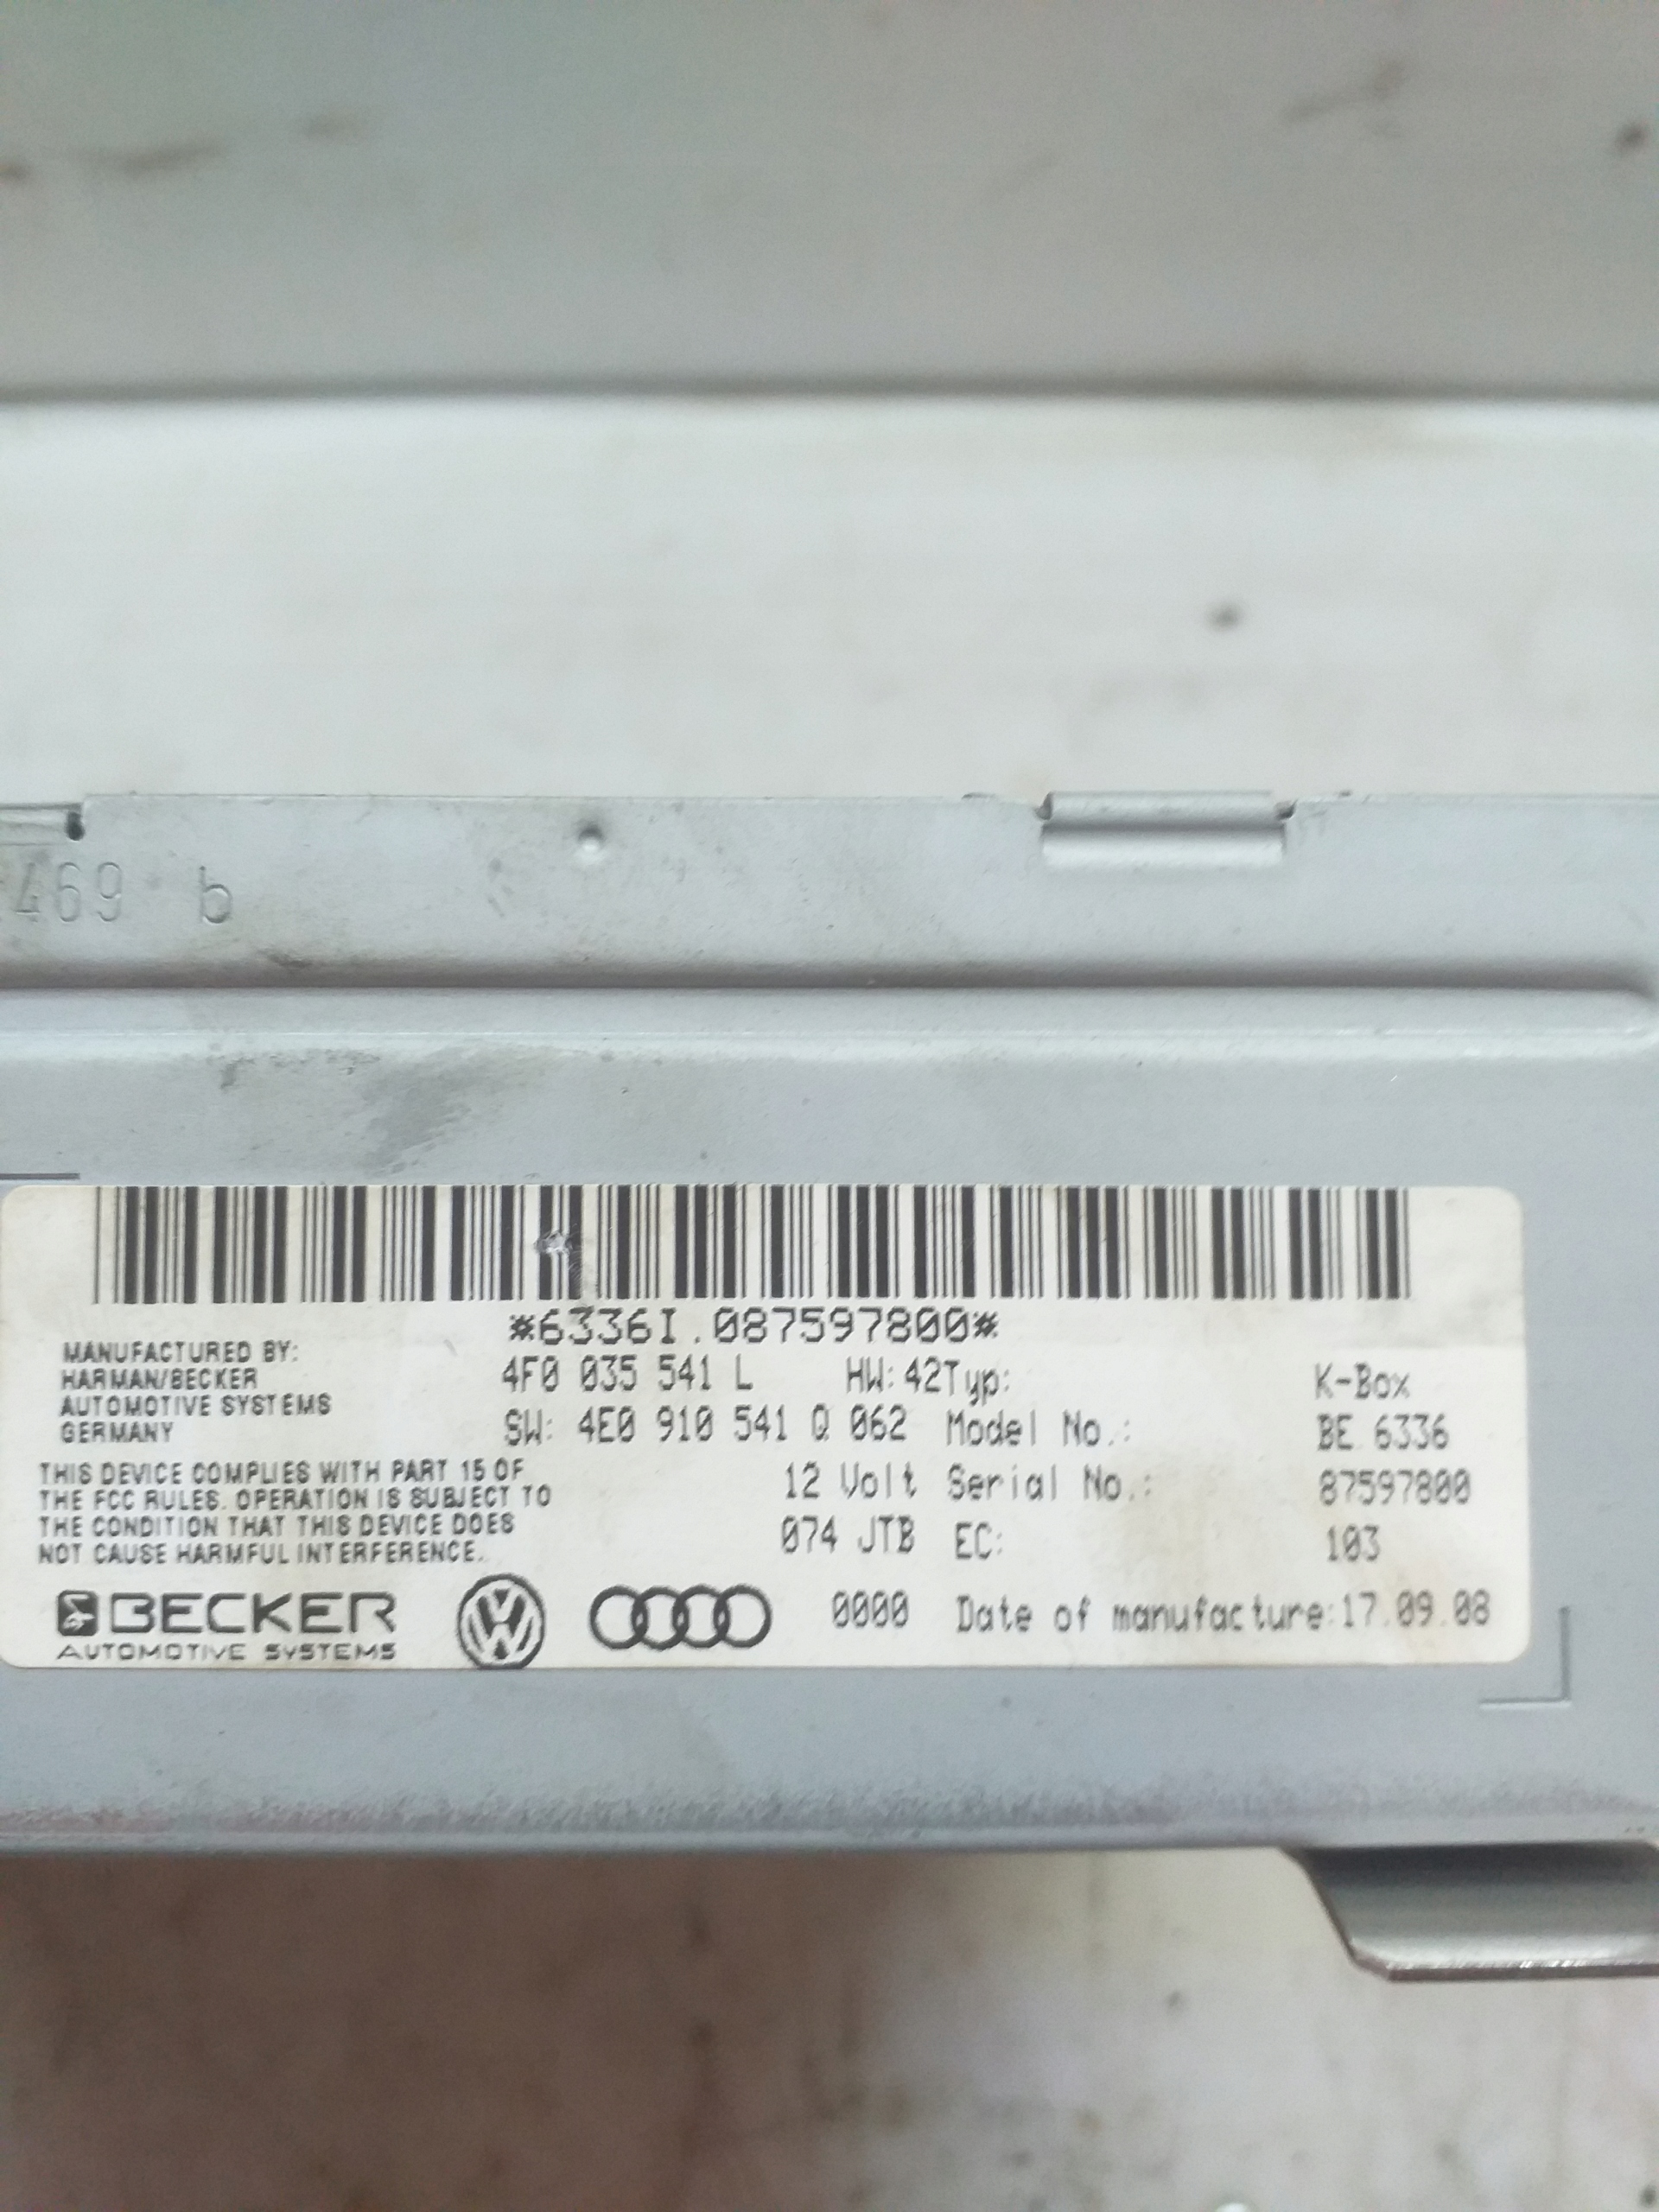 469 b
*6336I.087597800*
MANUFACTURED BY:
HARMAN/BECKER
AUTOMOTIVE SYSTEMS
GERMANY
4F0 035 541 L HW: 42 Typ: K-Box
SW: 4E0 910 541 Q 062 Model No.: BE 6336
12 Volt Serial No.: 87597800
074 JTB EC: 103
THIS DEVICE COMPLIES WITH PART 15 OF
THE FCC RULES. OPERATION IS SUBJECT TO
THE CONDITION THAT THIS DEVICE DOES
NOT CAUSE HARMFUL INTERFERENCE.
BECKER
AUTOMOTIVE SYSTEMS
0000 Date of manufacture: 17.09.08